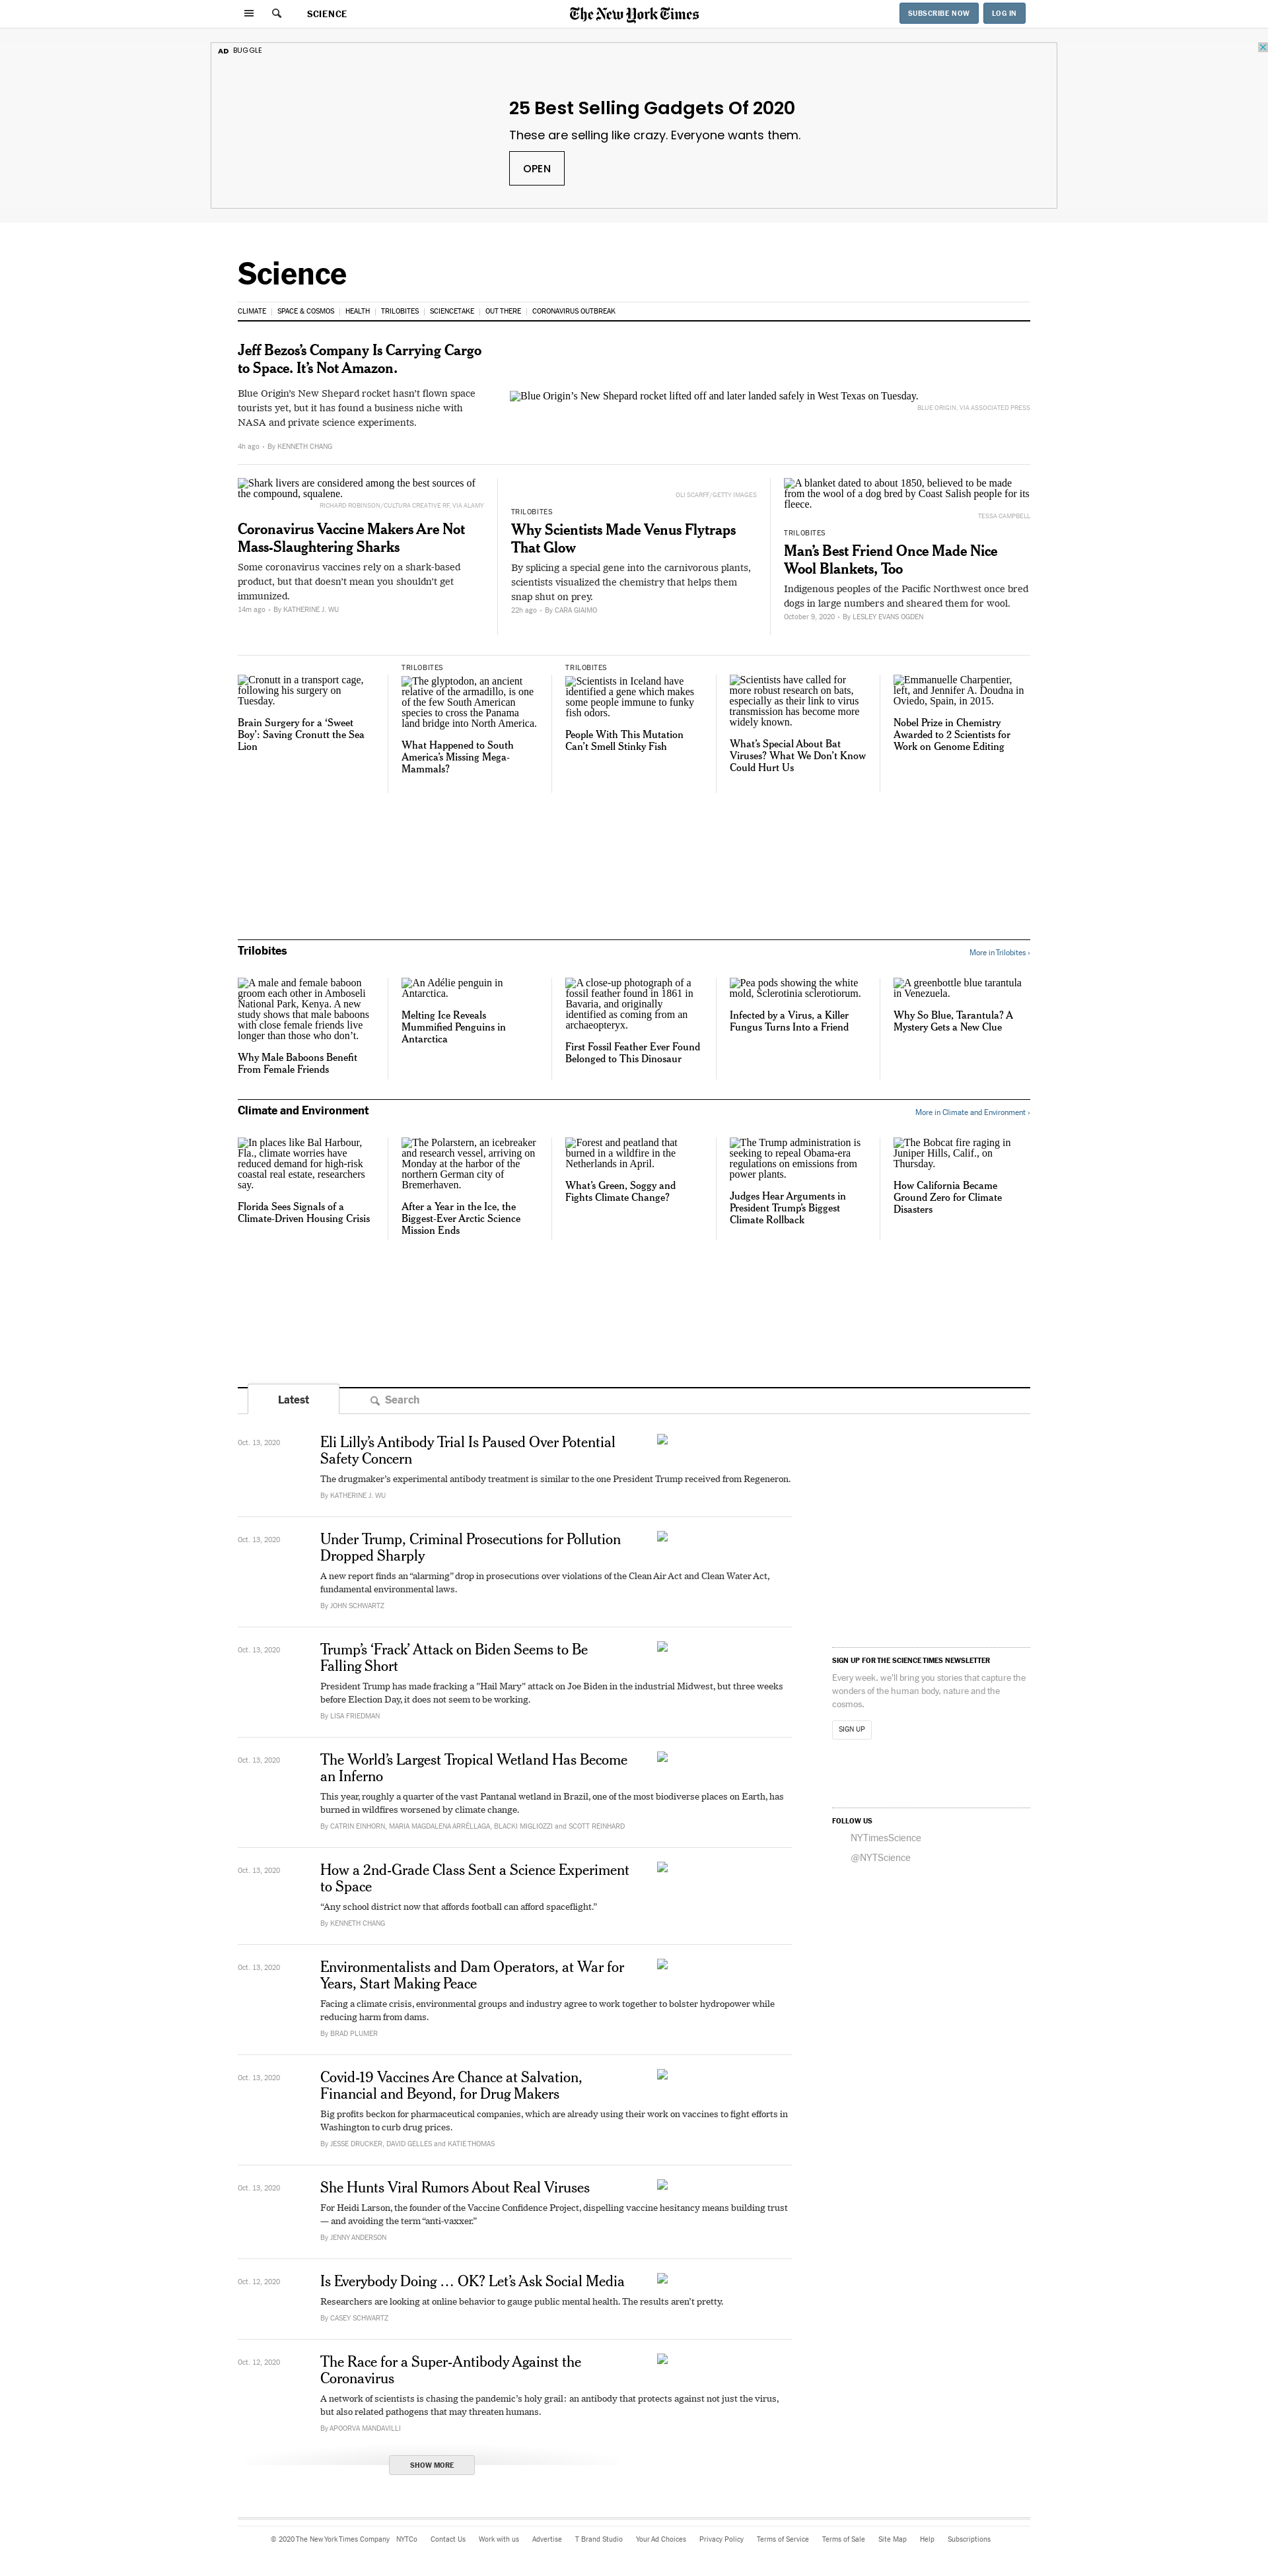 SCIENCE
The New York Times
SUBSCRIBE NOW
LOG IN
AD BUGGLE
25 Best Selling Gadgets Of 2020
These are selling like crazy. Everyone wants them.
OPEN
Science
CLIMATE
SPACE & COSMOS
HEALTH
TRILOBITES
SCIENCETAKE
OUT THERE
CORONAVIRUS OUTBREAK
Jeff Bezos’s Company Is Carrying Cargo
to Space. It’s Not Amazon.
Blue Origin’s New Shepard rocket hasn’t flown space
tourists yet, but it has found a business niche with
NASA and private science experiments.
4h ago • By KENNETH CHANG
Blue Origin’s New Shepard rocket lifted off and later landed safely in West Texas on Tuesday.
BLUE ORIGIN, VIA ASSOCIATED PRESS
Shark livers are considered among the best sources of
the compound, squalene.
RICHARD ROBINSON/CULTURA CREATIVE RF, VIA ALAMY
Coronavirus Vaccine Makers Are Not
Mass-Slaughtering Sharks
Some coronavirus vaccines rely on a shark-based
product, but that doesn’t mean you shouldn’t get
immunized.
14m ago • By KATHERINE J. WU
OLI SCARFF/GETTY IMAGES
TRILOBITES
Why Scientists Made Venus Flytraps
That Glow
By splicing a special gene into the carnivorous plants,
scientists visualized the chemistry that helps them
snap shut on prey.
22h ago • By CARA GIAIMO
A blanket dated to about 1850, believed to be made
from the wool of a dog bred by Coast Salish people for its
fleece.
TESSA CAMPBELL
TRILOBITES
Man’s Best Friend Once Made Nice
Wool Blankets, Too
Indigenous peoples of the Pacific Northwest once bred
dogs in large numbers and sheared them for wool.
October 9, 2020 • By LESLEY EVANS OGDEN
Cronutt in a transport cage,
following his surgery on
Tuesday.
Brain Surgery for a ‘Sweet
Boy’: Saving Cronutt the Sea
Lion
TRILOBITES
The glyptodon, an ancient
relative of the armadillo, is one
of the few South American
species to cross the Panama
land bridge into North America.
What Happened to South
America’s Missing Mega-
Mammals?
TRILOBITES
Scientists in Iceland have
identified a gene which makes
some people immune to funky
fish odors.
People With This Mutation
Can’t Smell Stinky Fish
Scientists have called for
more robust research on bats,
especially as their link to virus
transmission has become more
widely known.
What’s Special About Bat
Viruses? What We Don’t Know
Could Hurt Us
Emmanuelle Charpentier,
left, and Jennifer A. Doudna in
Oviedo, Spain, in 2015.
Nobel Prize in Chemistry
Awarded to 2 Scientists for
Work on Genome Editing
Trilobites
More in Trilobites ›
A male and female baboon
groom each other in Amboseli
National Park, Kenya. A new
study shows that male baboons
with close female friends live
longer than those who don’t.
Why Male Baboons Benefit
From Female Friends
An Adélie penguin in
Antarctica.
Melting Ice Reveals
Mummified Penguins in
Antarctica
A close-up photograph of a
fossil feather found in 1861 in
Bavaria, and originally
identified as coming from an
archaeopteryx.
First Fossil Feather Ever Found
Belonged to This Dinosaur
Pea pods showing the white
mold, Sclerotinia sclerotiorum.
Infected by a Virus, a Killer
Fungus Turns Into a Friend
A greenbottle blue tarantula
in Venezuela.
Why So Blue, Tarantula? A
Mystery Gets a New Clue
Climate and Environment
More in Climate and Environment ›
In places like Bal Harbour,
Fla., climate worries have
reduced demand for high-risk
coastal real estate, researchers
say.
Florida Sees Signals of a
Climate-Driven Housing Crisis
The Polarstern, an icebreaker
and research vessel, arriving on
Monday at the harbor of the
northern German city of
Bremerhaven.
After a Year in the Ice, the
Biggest-Ever Arctic Science
Mission Ends
Forest and peatland that
burned in a wildfire in the
Netherlands in April.
What’s Green, Soggy and
Fights Climate Change?
The Trump administration is
seeking to repeal Obama-era
regulations on emissions from
power plants.
Judges Hear Arguments in
President Trump’s Biggest
Climate Rollback
The Bobcat fire raging in
Juniper Hills, Calif., on
Thursday.
How California Became
Ground Zero for Climate
Disasters
Latest
Search
Oct. 13, 2020
Eli Lilly’s Antibody Trial Is Paused Over Potential
Safety Concern
The drugmaker’s experimental antibody treatment is similar to the one President Trump received from Regeneron.
By KATHERINE J. WU
Oct. 13, 2020
Under Trump, Criminal Prosecutions for Pollution
Dropped Sharply
A new report finds an “alarming” drop in prosecutions over violations of the Clean Air Act and Clean Water Act,
fundamental environmental laws.
By JOHN SCHWARTZ
Oct. 13, 2020
Trump’s ‘Frack’ Attack on Biden Seems to Be
Falling Short
President Trump has made fracking a “Hail Mary” attack on Joe Biden in the industrial Midwest, but three weeks
before Election Day, it does not seem to be working.
By LISA FRIEDMAN
Oct. 13, 2020
The World’s Largest Tropical Wetland Has Become
an Inferno
This year, roughly a quarter of the vast Pantanal wetland in Brazil, one of the most biodiverse places on Earth, has
burned in wildfires worsened by climate change.
By CATRIN EINHORN, MARIA MAGDALENA ARRÉLLAGA, BLACKI MIGLIOZZI and SCOTT REINHARD
Oct. 13, 2020
How a 2nd-Grade Class Sent a Science Experiment
to Space
“Any school district now that affords football can afford spaceflight.”
By KENNETH CHANG
Oct. 13, 2020
Environmentalists and Dam Operators, at War for
Years, Start Making Peace
Facing a climate crisis, environmental groups and industry agree to work together to bolster hydropower while
reducing harm from dams.
By BRAD PLUMER
Oct. 13, 2020
Covid-19 Vaccines Are Chance at Salvation,
Financial and Beyond, for Drug Makers
Big profits beckon for pharmaceutical companies, which are already using their work on vaccines to fight efforts in
Washington to curb drug prices.
By JESSE DRUCKER, DAVID GELLES and KATIE THOMAS
Oct. 13, 2020
She Hunts Viral Rumors About Real Viruses
For Heidi Larson, the founder of the Vaccine Confidence Project, dispelling vaccine hesitancy means building trust
— and avoiding the term “anti-vaxxer.”
By JENNY ANDERSON
Oct. 12, 2020
Is Everybody Doing … OK? Let’s Ask Social Media
Researchers are looking at online behavior to gauge public mental health. The results aren’t pretty.
By CASEY SCHWARTZ
Oct. 12, 2020
The Race for a Super-Antibody Against the
Coronavirus
A network of scientists is chasing the pandemic’s holy grail: an antibody that protects against not just the virus,
but also related pathogens that may threaten humans.
By APOORVA MANDAVILLI
SHOW MORE
SIGN UP FOR THE SCIENCE TIMES NEWSLETTER
Every week, we’ll bring you stories that capture the
wonders of the human body, nature and the
cosmos.
SIGN UP
FOLLOW US
NYTimesScience
@NYTScience
© 2020 The New York Times Company NYTCo Contact Us Work with us Advertise T Brand Studio Your Ad Choices Privacy Policy Terms of Service Terms of Sale Site Map Help Subscriptions